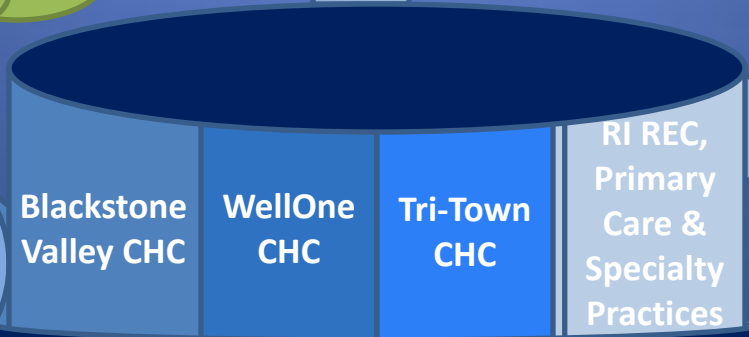 Blackstone
Valley CHC
WellOne
CHC
Tri-Town
CHC
RI REC,
Primary
Care &
Specialty
Practices